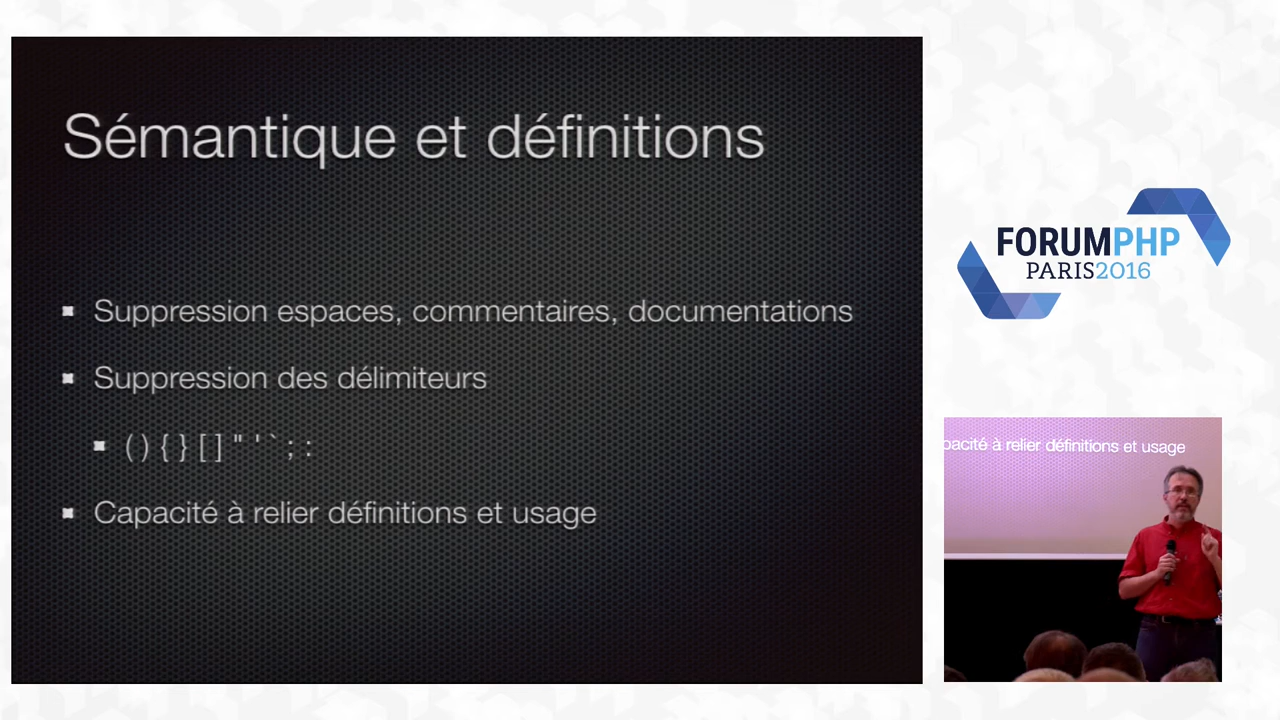 Sémantique et définitions
Suppression espaces, commentaires, documentations
Suppression des délimiteurs
( ) { } [ ] " ' ` ; :
Capacité à relier définitions et usage
FORUMPHP
PARIS2016
pacité à relier définitions et usage